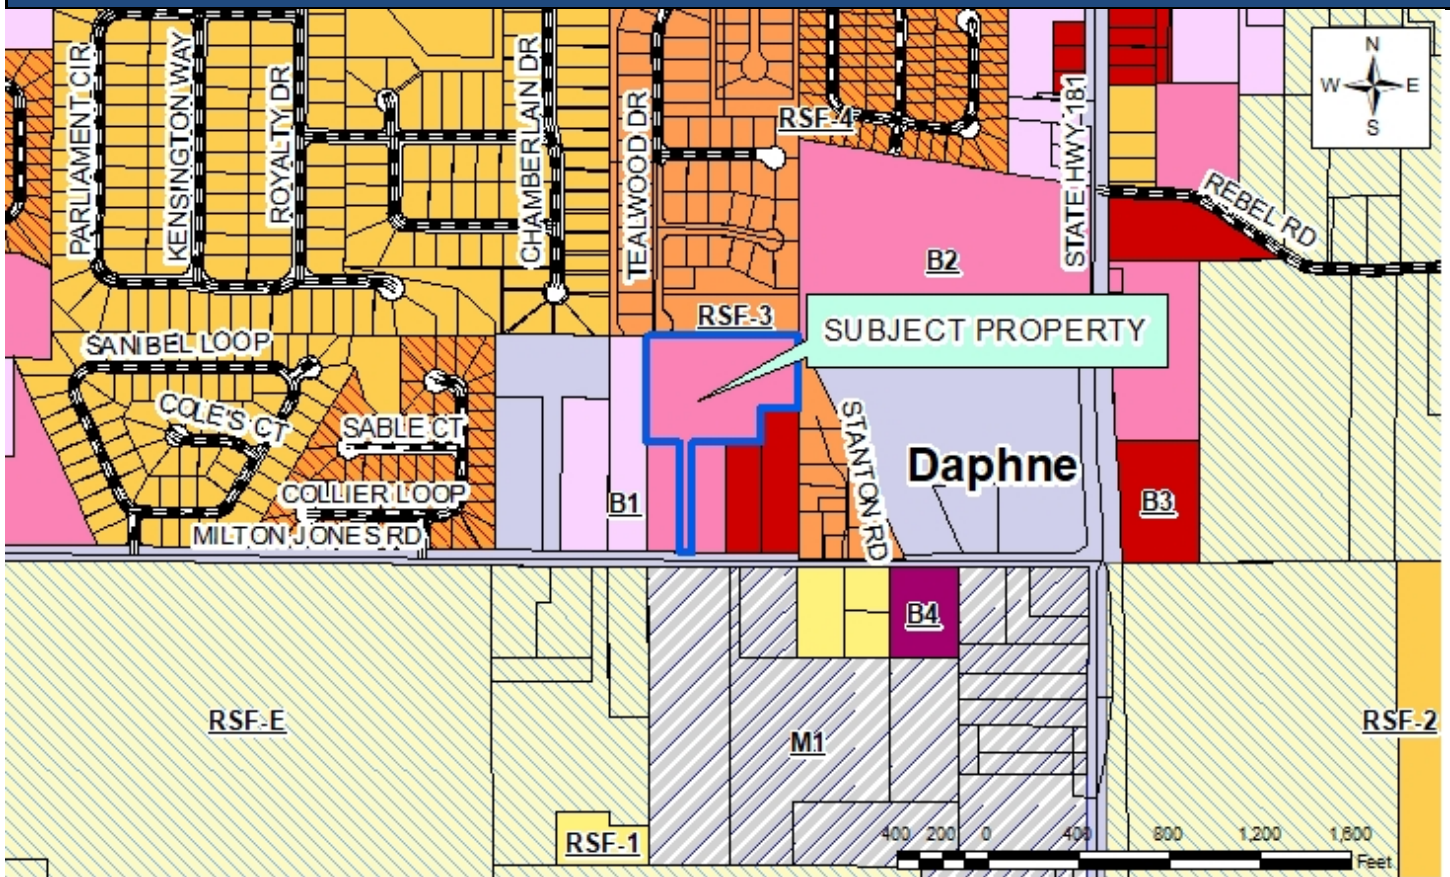 PARLIAMENT CIR
KENSINGTON WAY
ROYALTY DR
CHAMBERLAIN DR
TEALWOOD DR
RSF-4
STATE HWY 181
N
W E
S
REBEL RD
B2
RSF-3
SUBJECT PROPERTY
SANIBEL LOOP
COLE'S CT
SABLE CT
STANTON RD
Daphne
COLLIER LOOP
B1
B3
MILTON JONES RD
B4
RSF-E
M1
RSF-2
RSF-1
400 200 0 400 800 1,200 1,600
Feet